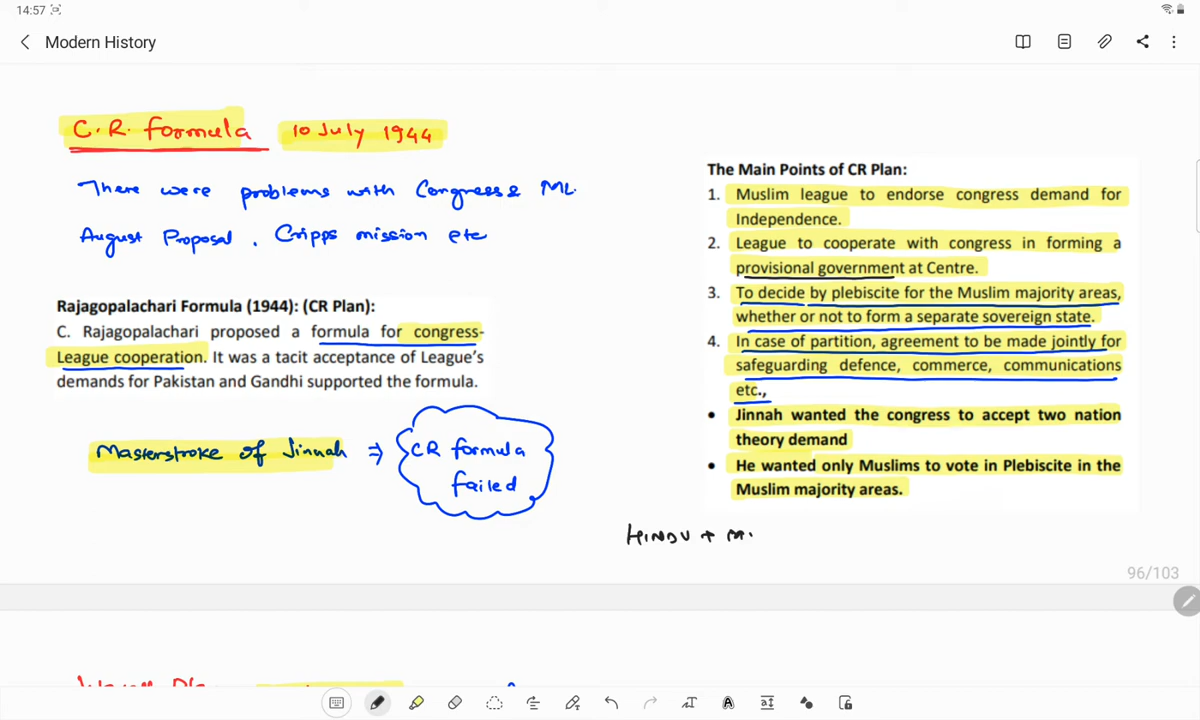 14:57
Modern History
C.R. formula 10 July 1944
There were problems with Congress & ML.
August Proposal, Cripps mission etc
Rajagopalachari Formula (1944): (CR Plan):
C. Rajagopalachari proposed a formula for congress-
League cooperation. It was a tacit acceptance of League's
demands for Pakistan and Gandhi supported the formula.
Masterstroke of Jinnah ⇒ CR formula
failed
The Main Points of CR Plan:
1. Muslim league to endorse congress demand for
Independence.
2. League to cooperate with congress in forming a
provisional government at Centre.
3. To decide by plebiscite for the Muslim majority areas,
whether or not to form a separate sovereign state.
4. In case of partition, agreement to be made jointly for
safeguarding defence, commerce, communications
etc.,
• Jinnah wanted the congress to accept two nation
theory demand
• He wanted only Muslims to vote in Plebiscite in the
Muslim majority areas.
HINDU + M.
96/103